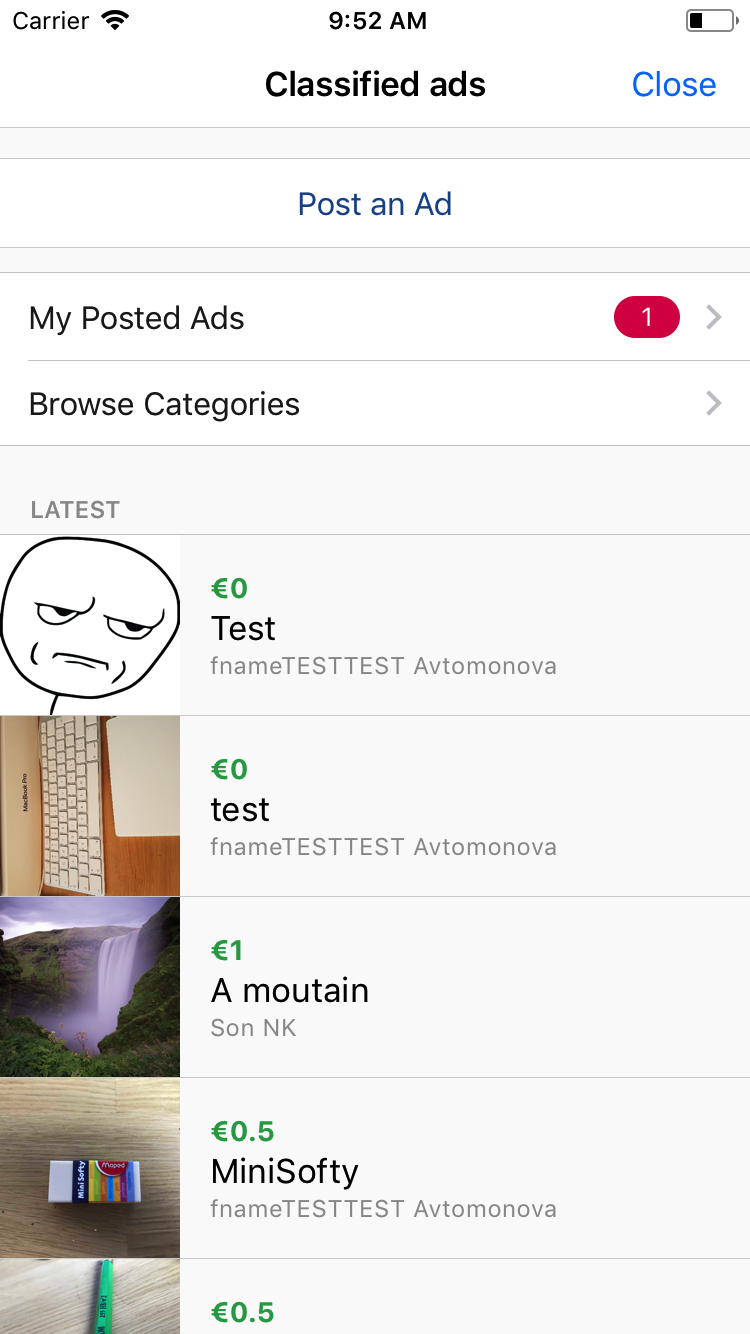 Carrier 9:52 AM
Classified ads Close
Post an Ad
My Posted Ads 1
Browse Categories
LATEST
€0
Test
fnameTESTTEST Avtomonova
MacBook Pro
€0
test
fnameTESTTEST Avtomonova
€1
A moutain
Son NK
€0.5
MiniSofty
fnameTESTTEST Avtomonova
Mini Softy
Maped
€0.5